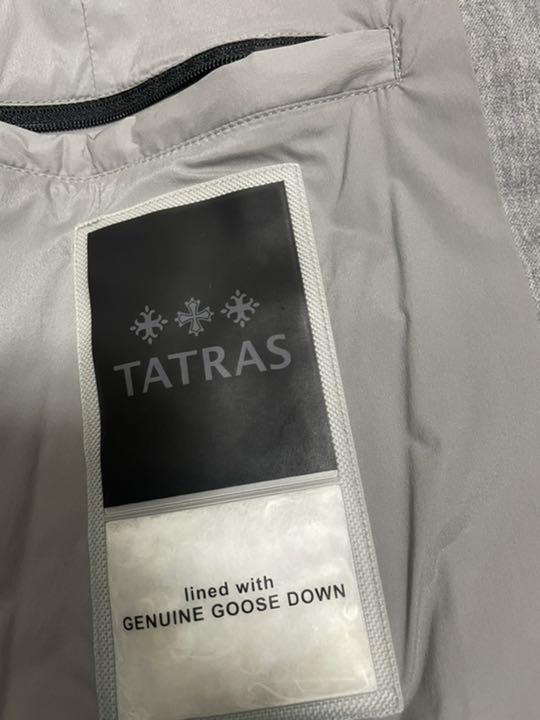 TATRAS
lined with
GENUINE GOOSE DOWN